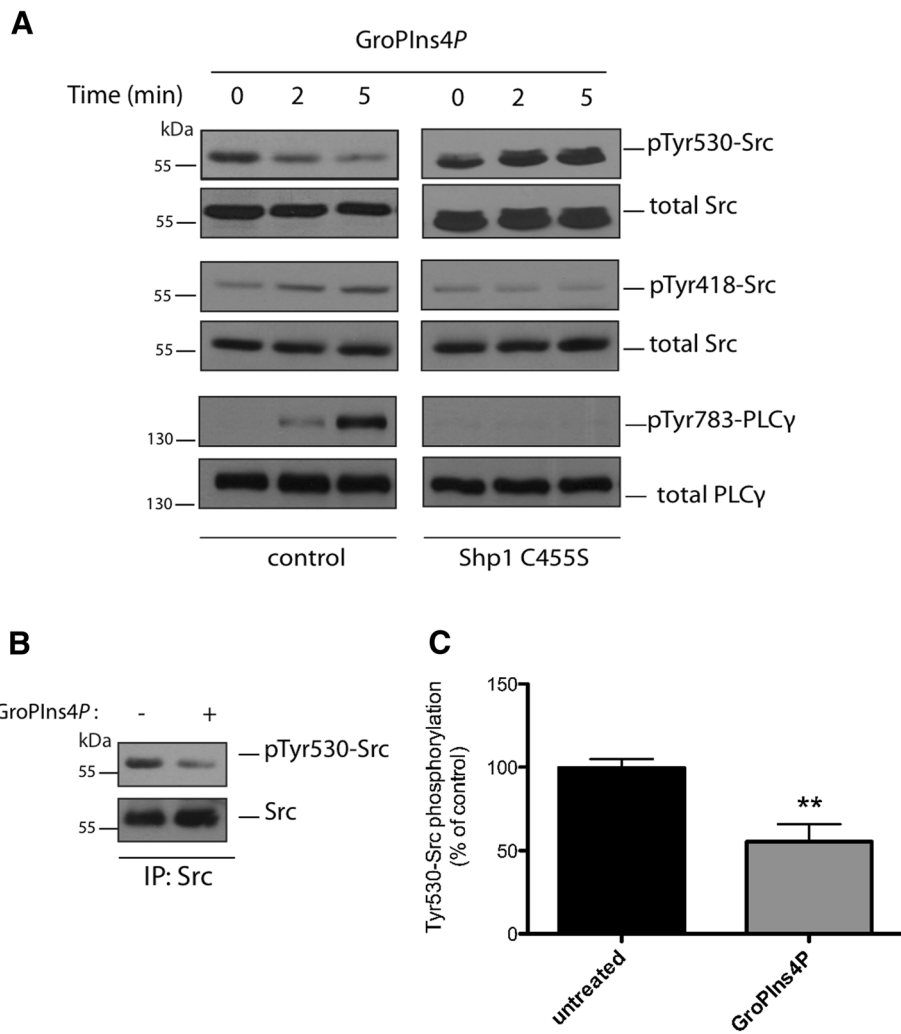 A
GroPIns4P
Time (min) 0 2 5 0 2 5
kDa
55 pTyr530-Src
55 total Src
55 pTyr418-Src
55 total Src
130 pTyr783-PLCγ
130 total PLCγ
control Shp1 C455S
B
GroPIns4P: - +
kDa
55 pTyr530-Src
55 Src
IP: Src
C
Tyr530-Src phosphorylation
(% of control)
150
100
50
0
**
untreated
GroPIns4P